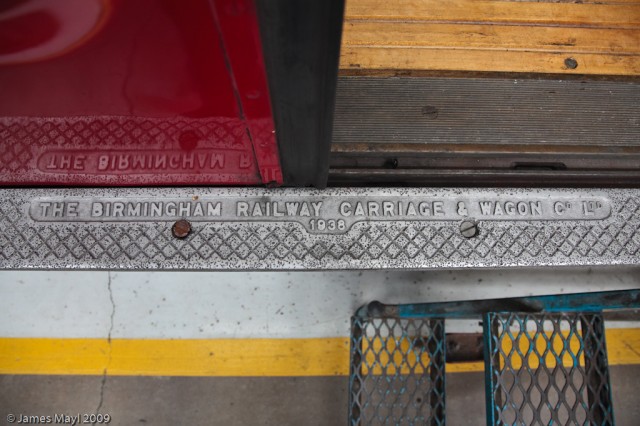 THE BIRMINGHAM RAILWAY CARRIAGE & WAGON CO LTD
1938
THE BIRMINGHAM R
© James Mayl 2009